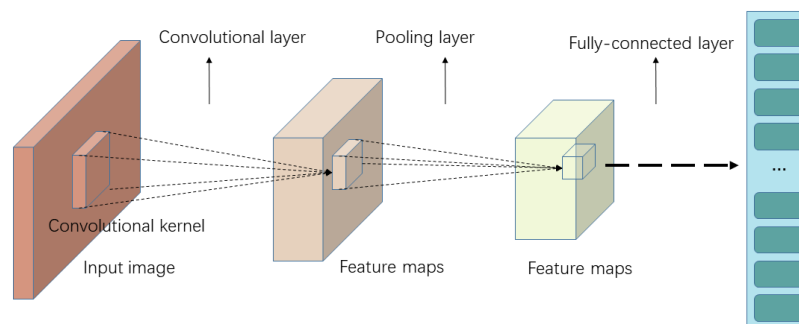 Convolutional layer
Pooling layer
Fully-connected layer
...
Convolutional kernel
Input image
Feature maps
Feature maps